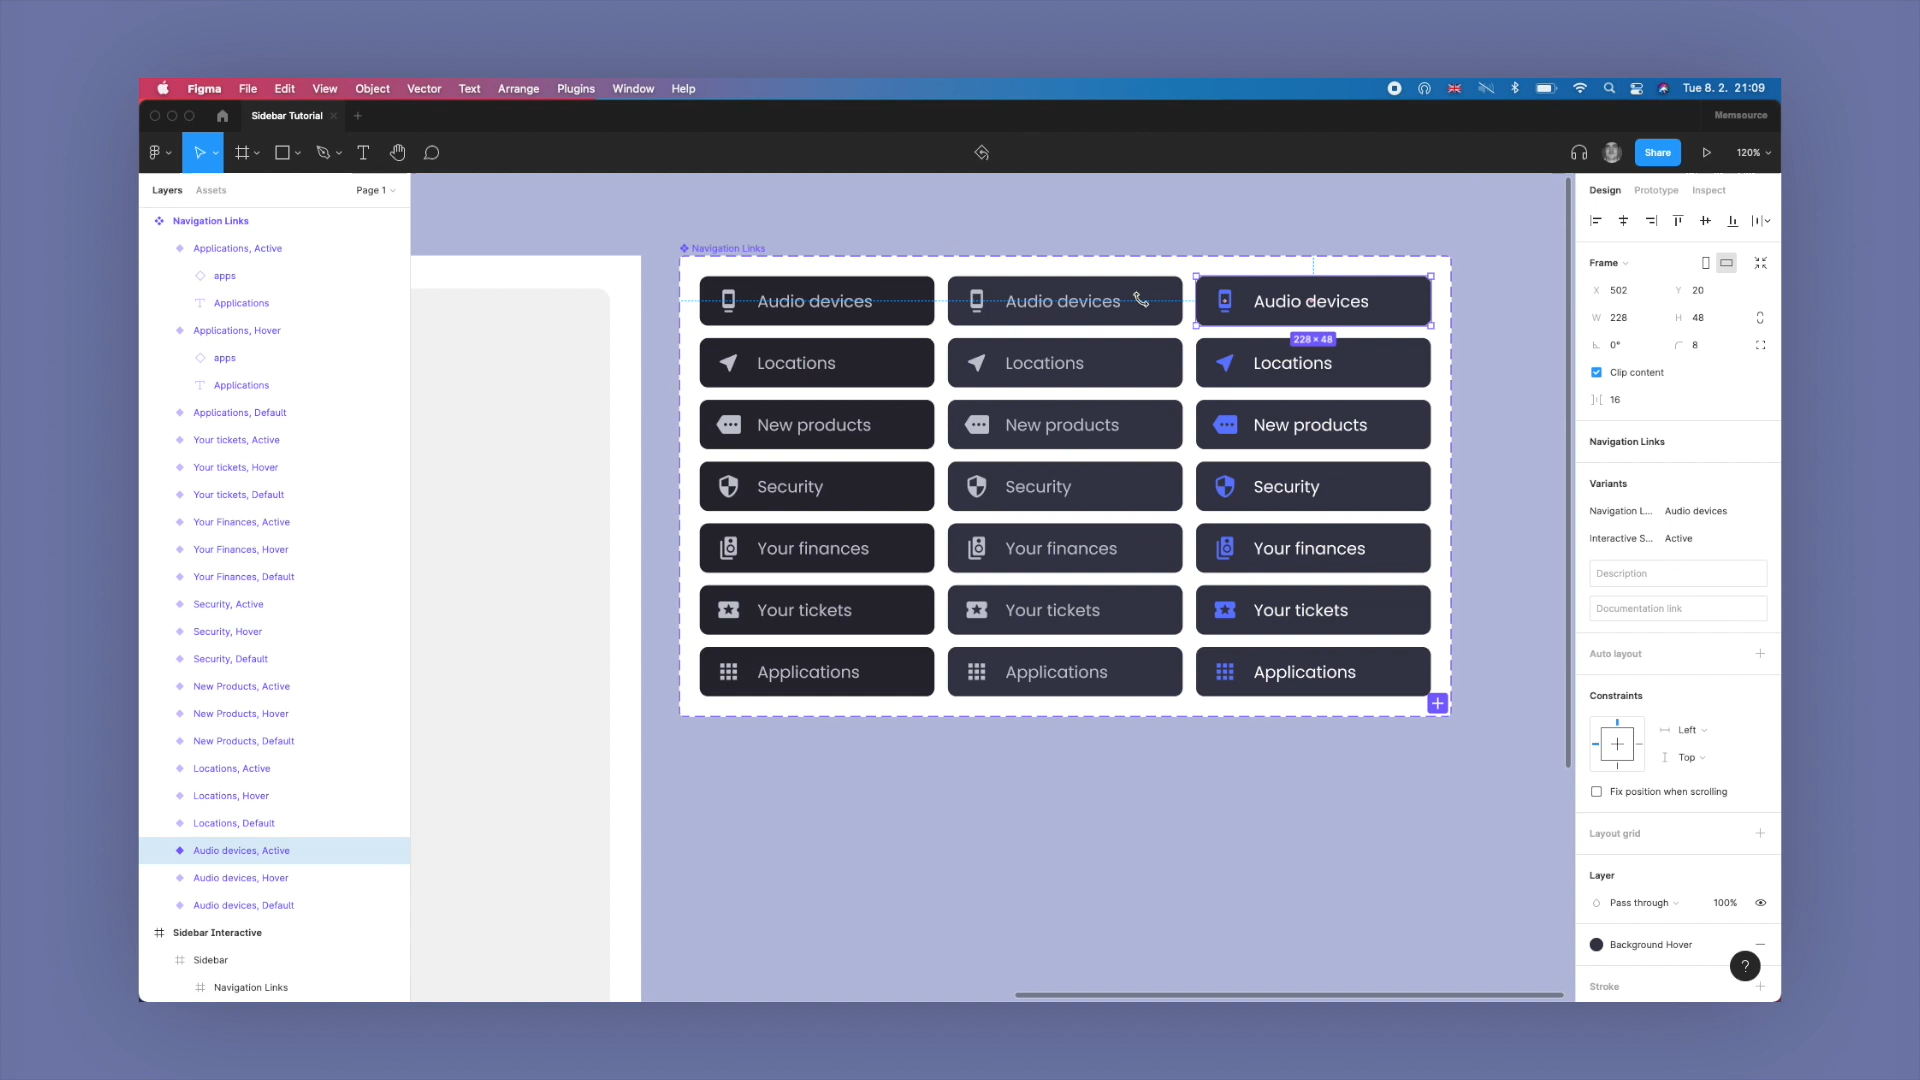 Figma File Edit View Object Vector Text Arrange Plugins Window Help
Tue 8. 2. 21:09
Sidebar Tutorial
Memsource
Share
120%
Layers Assets Page 1
Navigation Links
Applications, Active
apps
Applications
Applications, Hover
apps
Applications
Applications, Default
Your tickets, Active
Your tickets, Hover
Your tickets, Default
Your Finances, Active
Your Finances, Hover
Your Finances, Default
Security, Active
Security, Hover
Security, Default
New Products, Active
New Products, Hover
New Products, Default
Locations, Active
Locations, Hover
Locations, Default
Audio devices, Active
Audio devices, Hover
Audio devices, Default
Sidebar Interactive
Sidebar
Navigation Links
Navigation Links
Audio devices Audio devices Audio devices
228 × 48
Locations Locations Locations
New products New products New products
Security Security Security
Your finances Your finances Your finances
Your tickets Your tickets Your tickets
Applications Applications Applications
Design Prototype Inspect
Frame
X 502 Y 20
W 228 H 48
0° 8
Clip content
16
Navigation Links
Variants
Navigation L... Audio devices
Interactive S... Active
Description
Documentation link
Auto layout
Constraints
Left
Top
Fix position when scrolling
Layout grid
Layer
Pass through 100%
Background Hover
?
Stroke